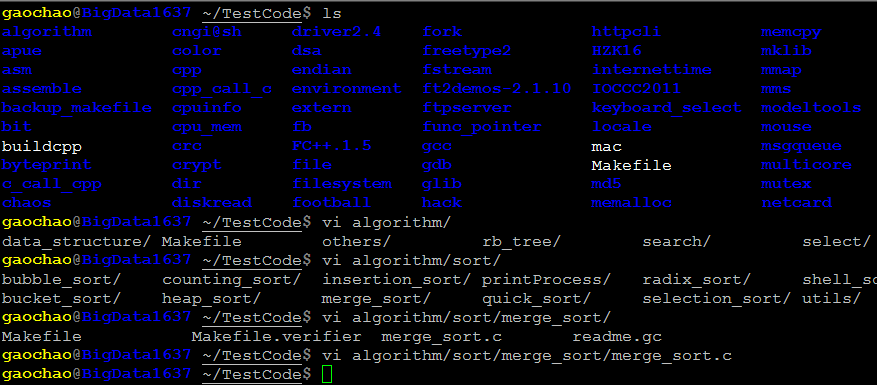 gaochao@BigData1637 ~/TestCode$ ls
algorithm cngi@sh driver2.4 fork httpcli memcpy
apue color dsa freetype2 HZK16 mklib
asm cpp endian fstream internettime mmap
assemble cpp_call_c environment ft2demos-2.1.10 IOCCC2011 mms
backup_makefile cpuinfo extern ftpserver keyboard_select modeltools
bit cpu_mem fb func_pointer locale mouse
buildcpp crc FC++.1.5 gcc mac msgqueue
byteprint crypt file gdb Makefile multicore
c_call_cpp dir filesystem glib md5 mutex
chaos diskread football hack memalloc netcard
gaochao@BigData1637 ~/TestCode$ vi algorithm/
data_structure/ Makefile others/ rb_tree/ search/ select/
gaochao@BigData1637 ~/TestCode$ vi algorithm/sort/
bubble_sort/ counting_sort/ insertion_sort/ printProcess/ radix_sort/ shell_so
bucket_sort/ heap_sort/ merge_sort/ quick_sort/ selection_sort/ utils/
gaochao@BigData1637 ~/TestCode$ vi algorithm/sort/merge_sort/
Makefile Makefile.verifier merge_sort.c readme.gc
gaochao@BigData1637 ~/TestCode$ vi algorithm/sort/merge_sort/merge_sort.c
gaochao@BigData1637 ~/TestCode$